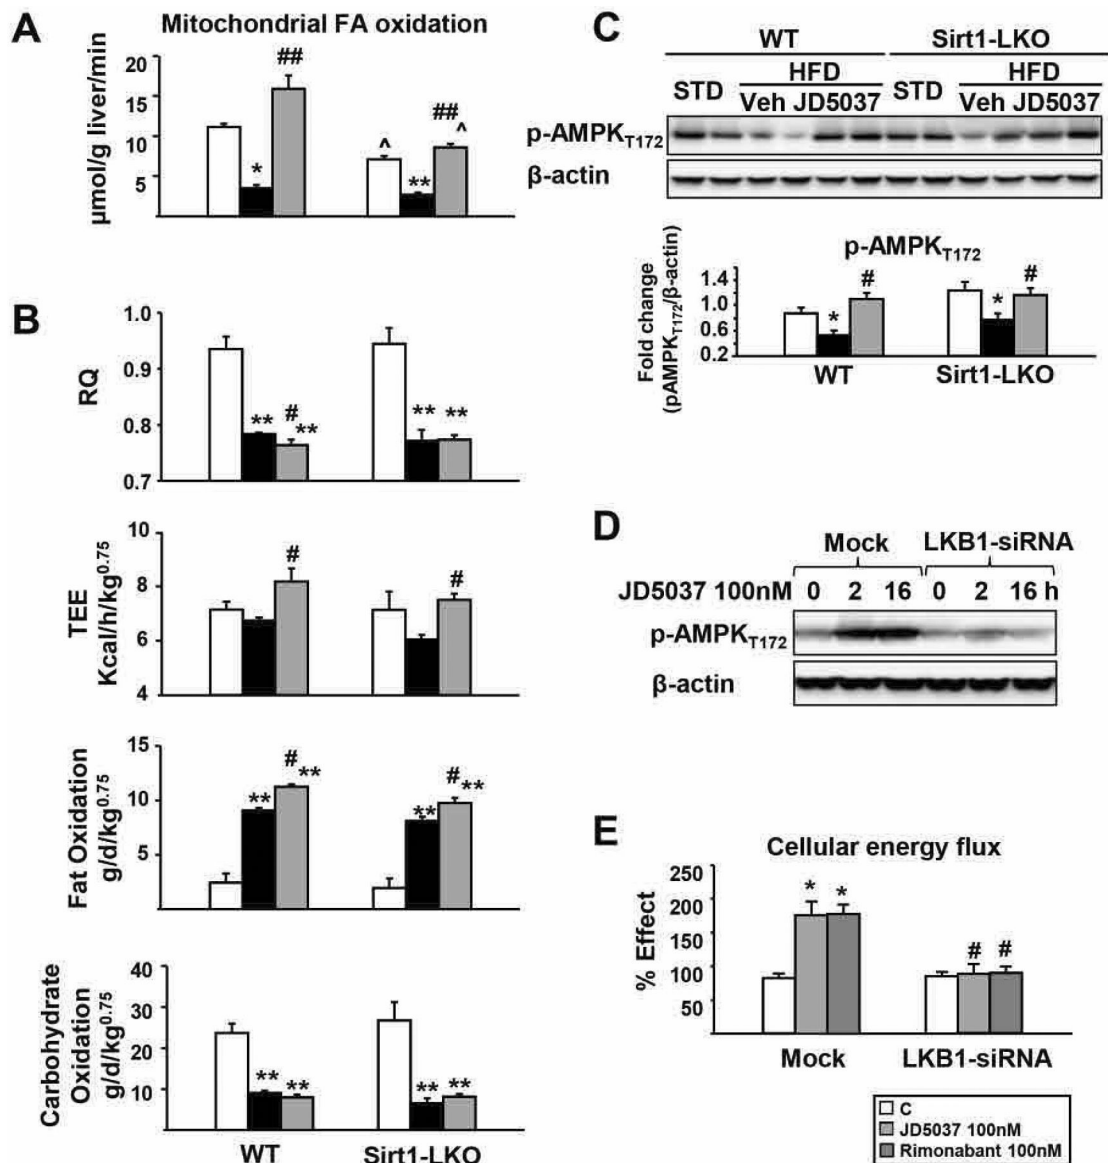 A
Mitochondrial FA oxidation
µmol/g liver/min
20
15
10
5
*
##
^
**
##
^
B
RQ
1.0
0.9
0.8
0.7
**
#
**
**
**
TEE
Kcal/h/kg0.75
10
8
6
4
#
#
Fat Oxidation
g/d/kg0.75
15
10
5
**
#
**
**
#
**
Carbohydrate
Oxidation
g/d/kg0.75
40
30
20
10
**
**
**
**
WT
Sirt1-LKO
C
WT
Sirt1-LKO
HFD
HFD
STD
Veh JD5037
STD
Veh JD5037
p-AMPKT172
β-actin
p-AMPKT172
Fold change
(pAMPKT172/β-actin)
1.4
1.0
0.6
0.2
*
#
*
#
WT
Sirt1-LKO
D
Mock
LKB1-siRNA
JD5037 100nM
0 2 16 0 2 16 h
p-AMPKT172
β-actin
E
Cellular energy flux
% Effect
250
200
150
100
50
*
*
#
#
Mock
LKB1-siRNA
C
JD5037 100nM
Rimonabant 100nM